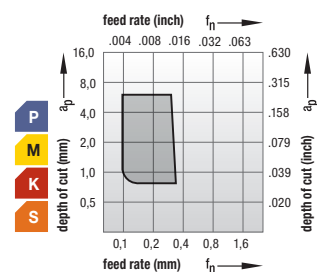 feed rate (inch) fn
.004 .008 .016 .032 .063
16,0 .630
8,0 .315
4,0 .158
2,0 .079
1,0 .039
0,5 .020
ap
depth of cut (mm)
ap
depth of cut (inch)
P
M
K
S
0,1 0,2 0,4 0,8 1,6
feed rate (mm) fn